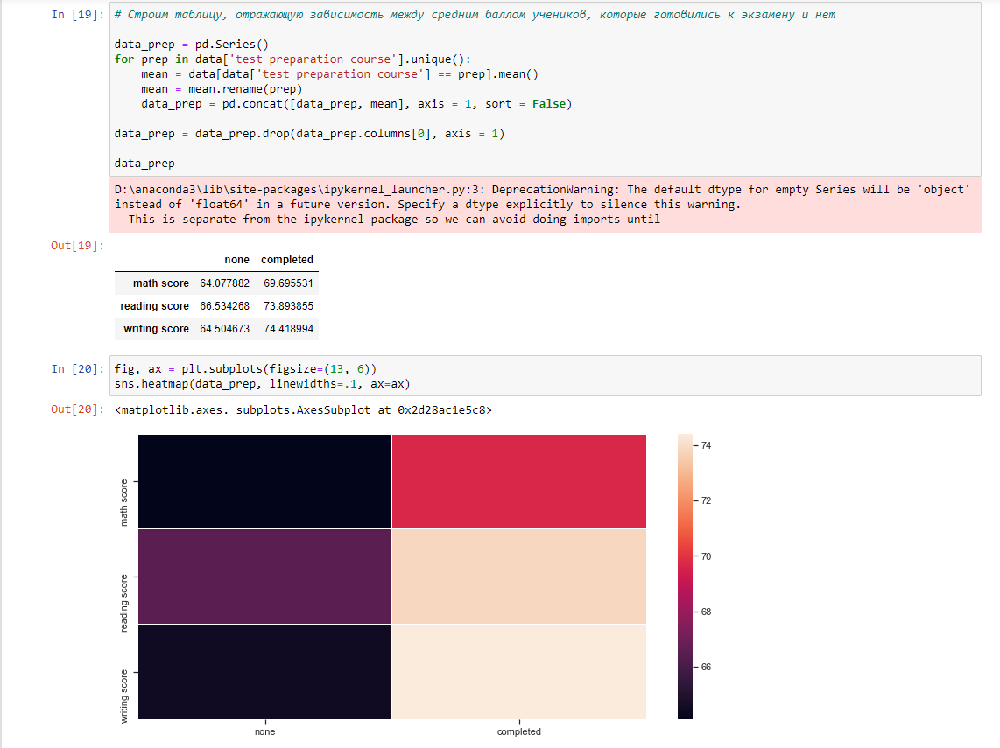 In [19]: # Строим таблицу, отражающую зависимость между средним баллом учеников, которые готовились к экзамену и нет
data_prep = pd.Series()
for prep in data['test preparation course'].unique():
    mean = data[data['test preparation course'] == prep].mean()
    mean = mean.rename(prep)
    data_prep = pd.concat([data_prep, mean], axis = 1, sort = False)
data_prep = data_prep.drop(data_prep.columns[0], axis = 1)
data_prep
D:\anaconda3\lib\site-packages\ipykernel_launcher.py:3: DeprecationWarning: The default dtype for empty Series will be 'object'
instead of 'float64' in a future version. Specify a dtype explicitly to silence this warning.
  This is separate from the ipykernel package so we can avoid doing imports until
Out[19]:
none completed
math score 64.077882 69.695531
reading score 66.534268 73.893855
writing score 64.504673 74.418994
In [20]: fig, ax = plt.subplots(figsize=(13, 6))
sns.heatmap(data_prep, linewidths=.1, ax=ax)
Out[20]: <matplotlib.axes._subplots.AxesSubplot at 0x2d28ac1e5c8>
math score
reading score
writing score
none completed
74
72
70
68
66